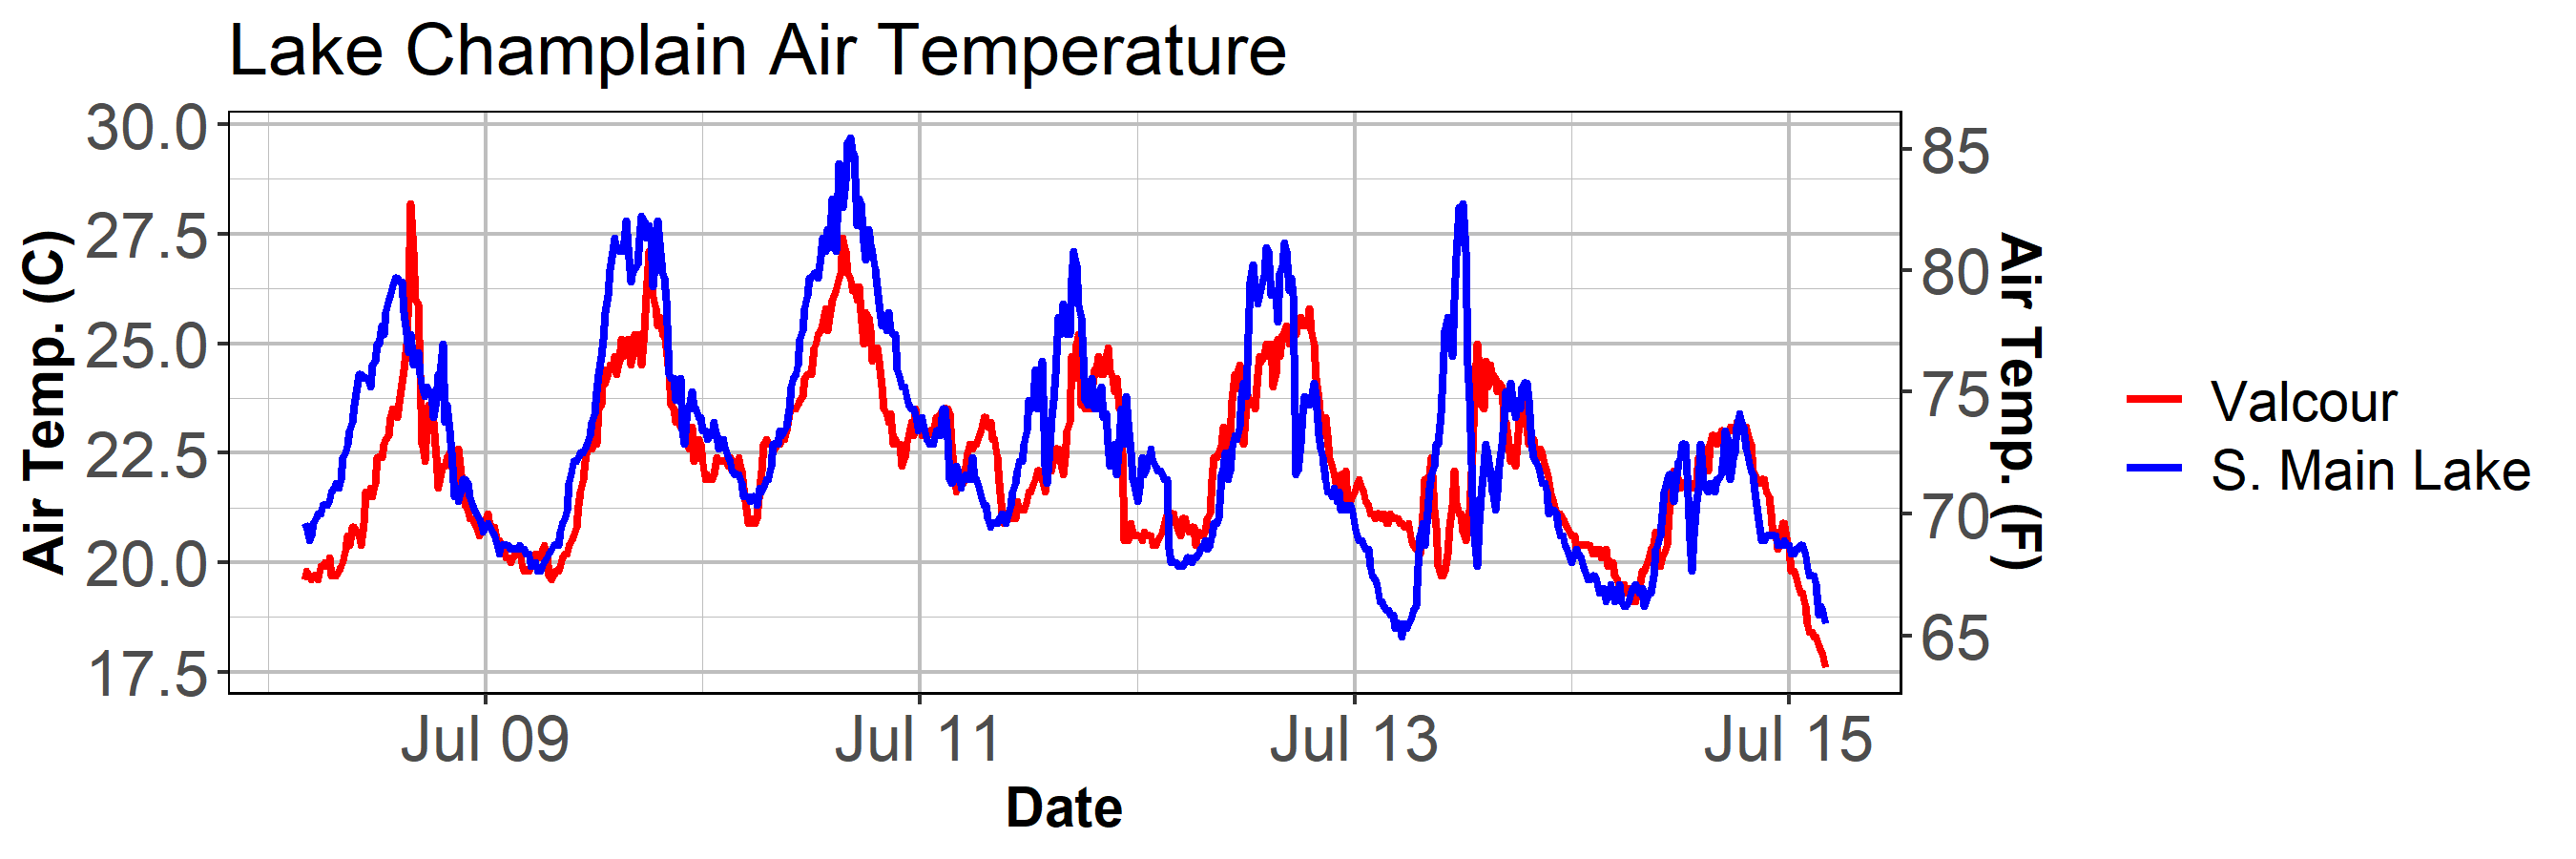 Lake Champlain Air Temperature
30.0
27.5
25.0
22.5
20.0
17.5
Air Temp. (C)
85
80
75
70
65
Air Temp. (F)
Jul 09
Jul 11
Jul 13
Jul 15
Date
Valcour
S. Main Lake